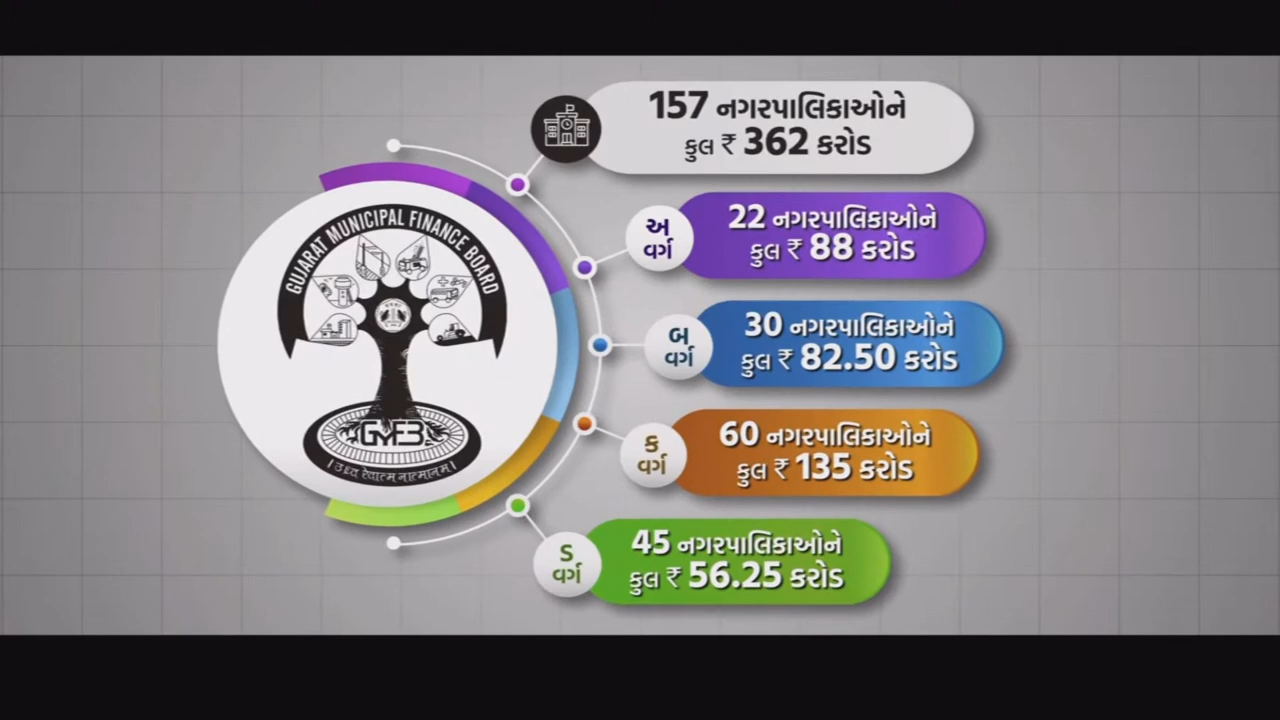 157 નગરપાલિકાઓને
કુલ ₹ 362 કરોડ
GUJARAT MUNICIPAL FINANCE BOARD
GMFB
અ
વર્ગ
22 નગરપાલિકાઓને
કુલ ₹ 88 કરોડ
બ
વર્ગ
30 નગરપાલિકાઓને
કુલ ₹ 82.50 કરોડ
ક
વર્ગ
60 નગરપાલિકાઓને
કુલ ₹ 135 કરોડ
ડ
વર્ગ
45 નગરપાલિકાઓને
કુલ ₹ 56.25 કરોડ